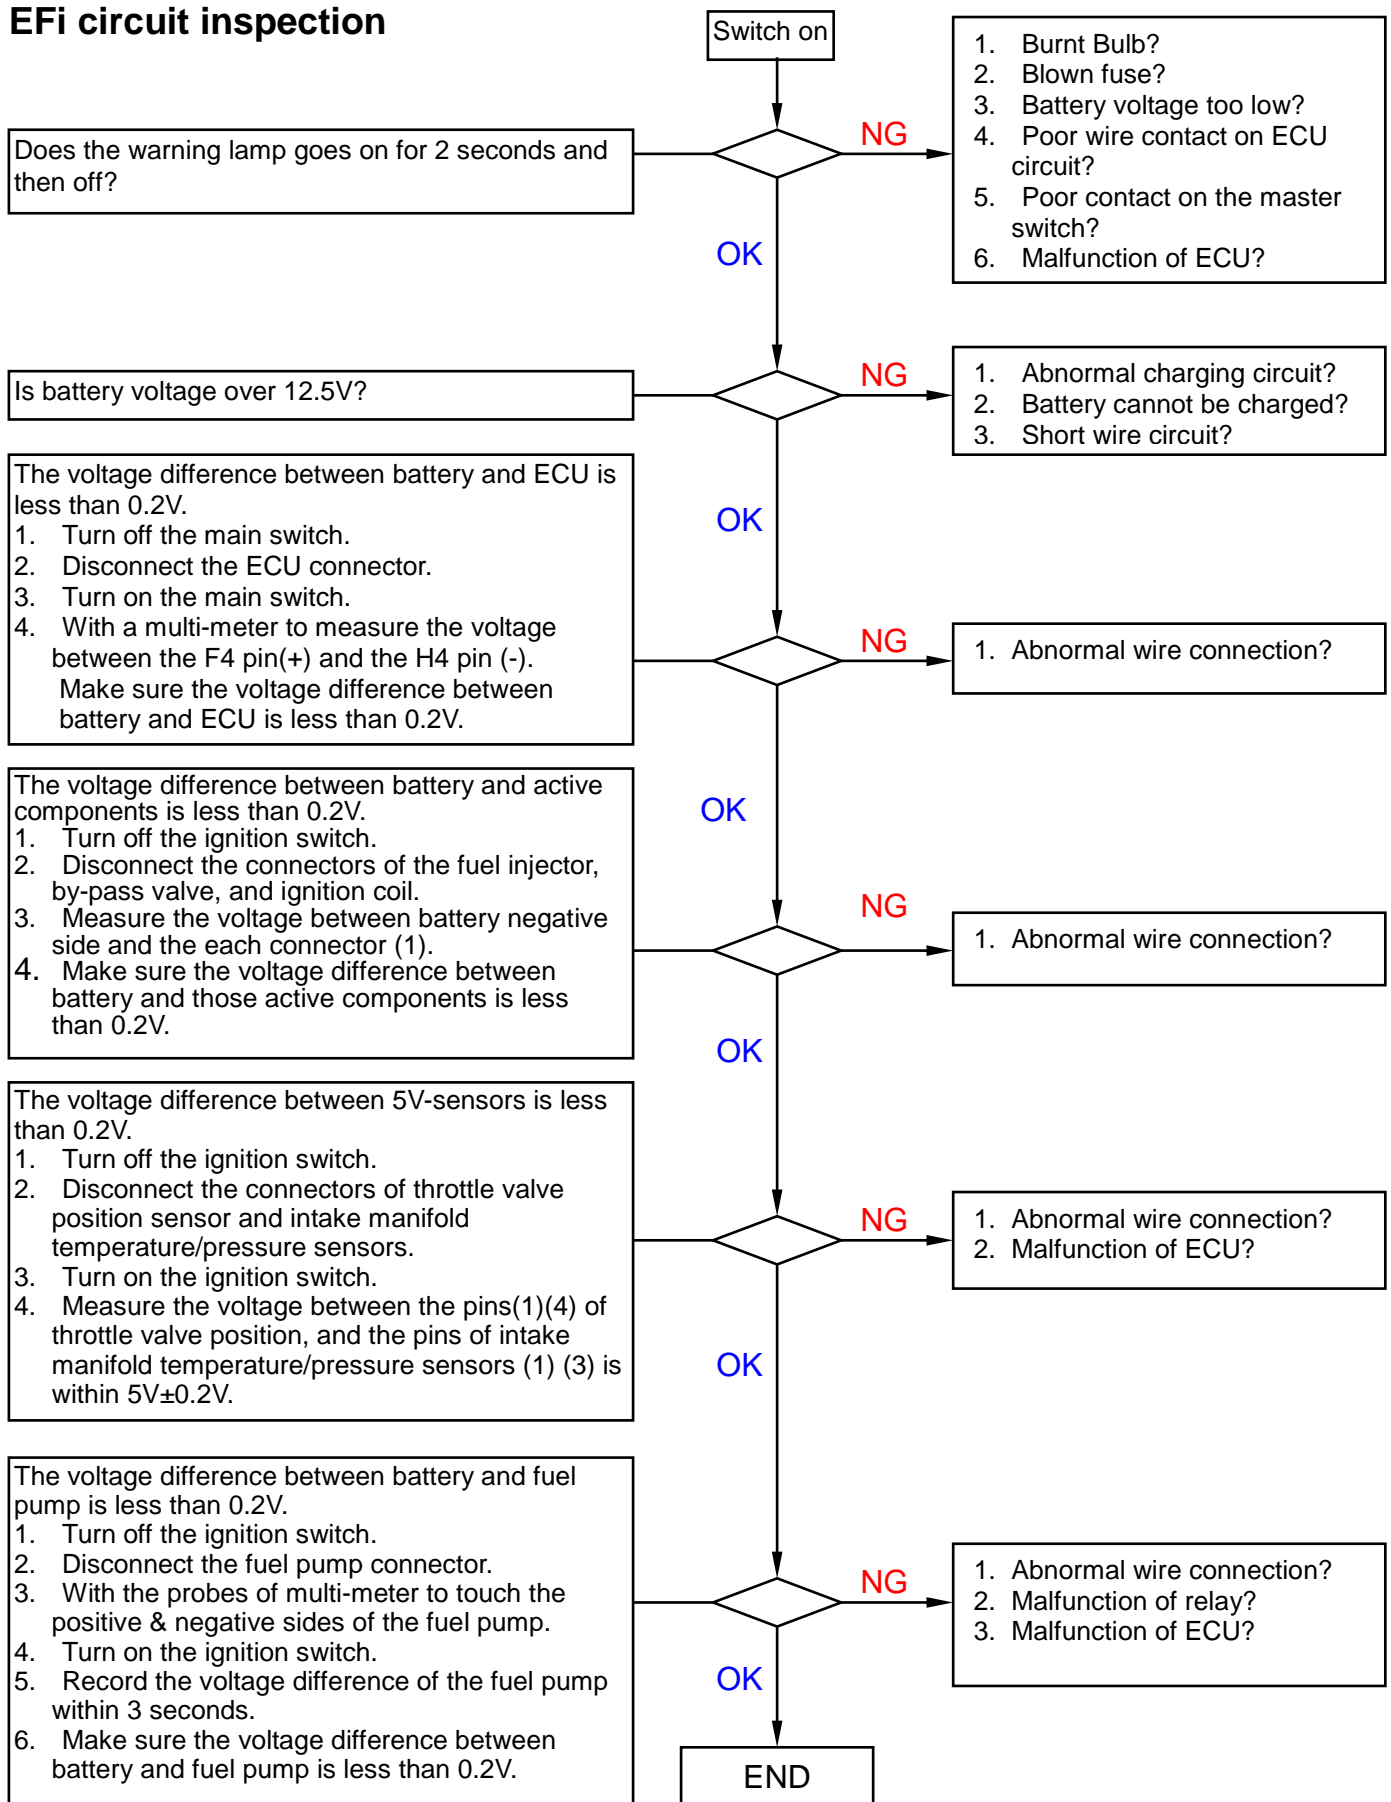 EFi circuit inspection
Switch on
1. Burnt Bulb?
2. Blown fuse?
3. Battery voltage too low?
4. Poor wire contact on ECU
circuit?
5. Poor contact on the master
switch?
6. Malfunction of ECU?
NG
Does the warning lamp goes on for 2 seconds and
then off?
OK
Is battery voltage over 12.5V?
NG
1. Abnormal charging circuit?
2. Battery cannot be charged?
3. Short wire circuit?
The voltage difference between battery and ECU is
less than 0.2V.
1. Turn off the main switch.
2. Disconnect the ECU connector.
3. Turn on the main switch.
4. With a multi-meter to measure the voltage
between the F4 pin(+) and the H4 pin (-).
Make sure the voltage difference between
battery and ECU is less than 0.2V.
OK
NG
1. Abnormal wire connection?
The voltage difference between battery and active
components is less than 0.2V.
1. Turn off the ignition switch.
2. Disconnect the connectors of the fuel injector,
by-pass valve, and ignition coil.
3. Measure the voltage between battery negative
side and the each connector (1).
4. Make sure the voltage difference between
battery and those active components is less
than 0.2V.
OK
NG
1. Abnormal wire connection?
OK
The voltage difference between 5V-sensors is less
than 0.2V.
1. Turn off the ignition switch.
2. Disconnect the connectors of throttle valve
position sensor and intake manifold
temperature/pressure sensors.
3. Turn on the ignition switch.
4. Measure the voltage between the pins(1)(4) of
throttle valve position, and the pins of intake
manifold temperature/pressure sensors (1) (3) is
within 5V±0.2V.
NG
1. Abnormal wire connection?
2. Malfunction of ECU?
OK
The voltage difference between battery and fuel
pump is less than 0.2V.
1. Turn off the ignition switch.
2. Disconnect the fuel pump connector.
3. With the probes of multi-meter to touch the
positive & negative sides of the fuel pump.
4. Turn on the ignition switch.
5. Record the voltage difference of the fuel pump
within 3 seconds.
6. Make sure the voltage difference between
battery and fuel pump is less than 0.2V.
NG
1. Abnormal wire connection?
2. Malfunction of relay?
3. Malfunction of ECU?
OK
END